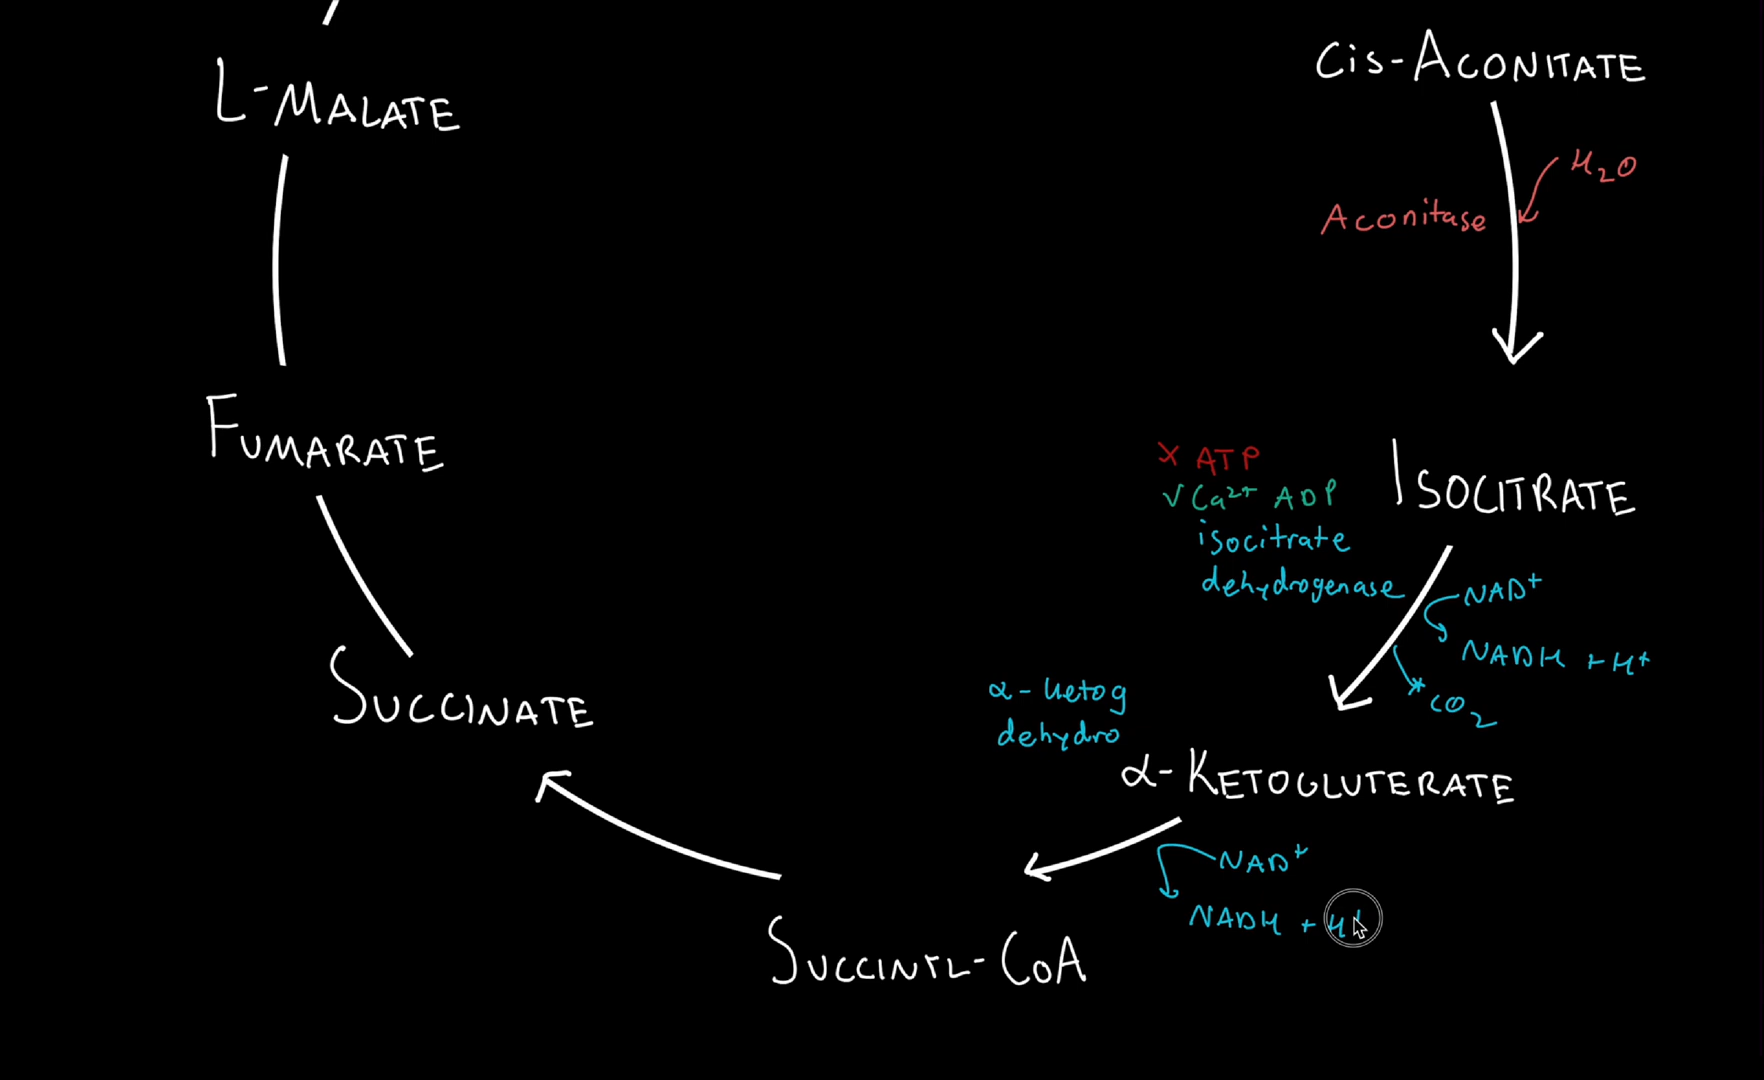 Cis-ACONITATE
L-MALATE
H₂O
Aconitase
FUMARATE
X ATP
√ Ca²⁺ ADP
ISOCITRATE
isocitrate
dehydrogenase
NAD⁺
NADH + H⁺
CO₂
α-ketog
dehydro
SUCCINATE
α-KETOGLUTERATE
NAD⁺
NADH + H
SUCCINYL-CoA